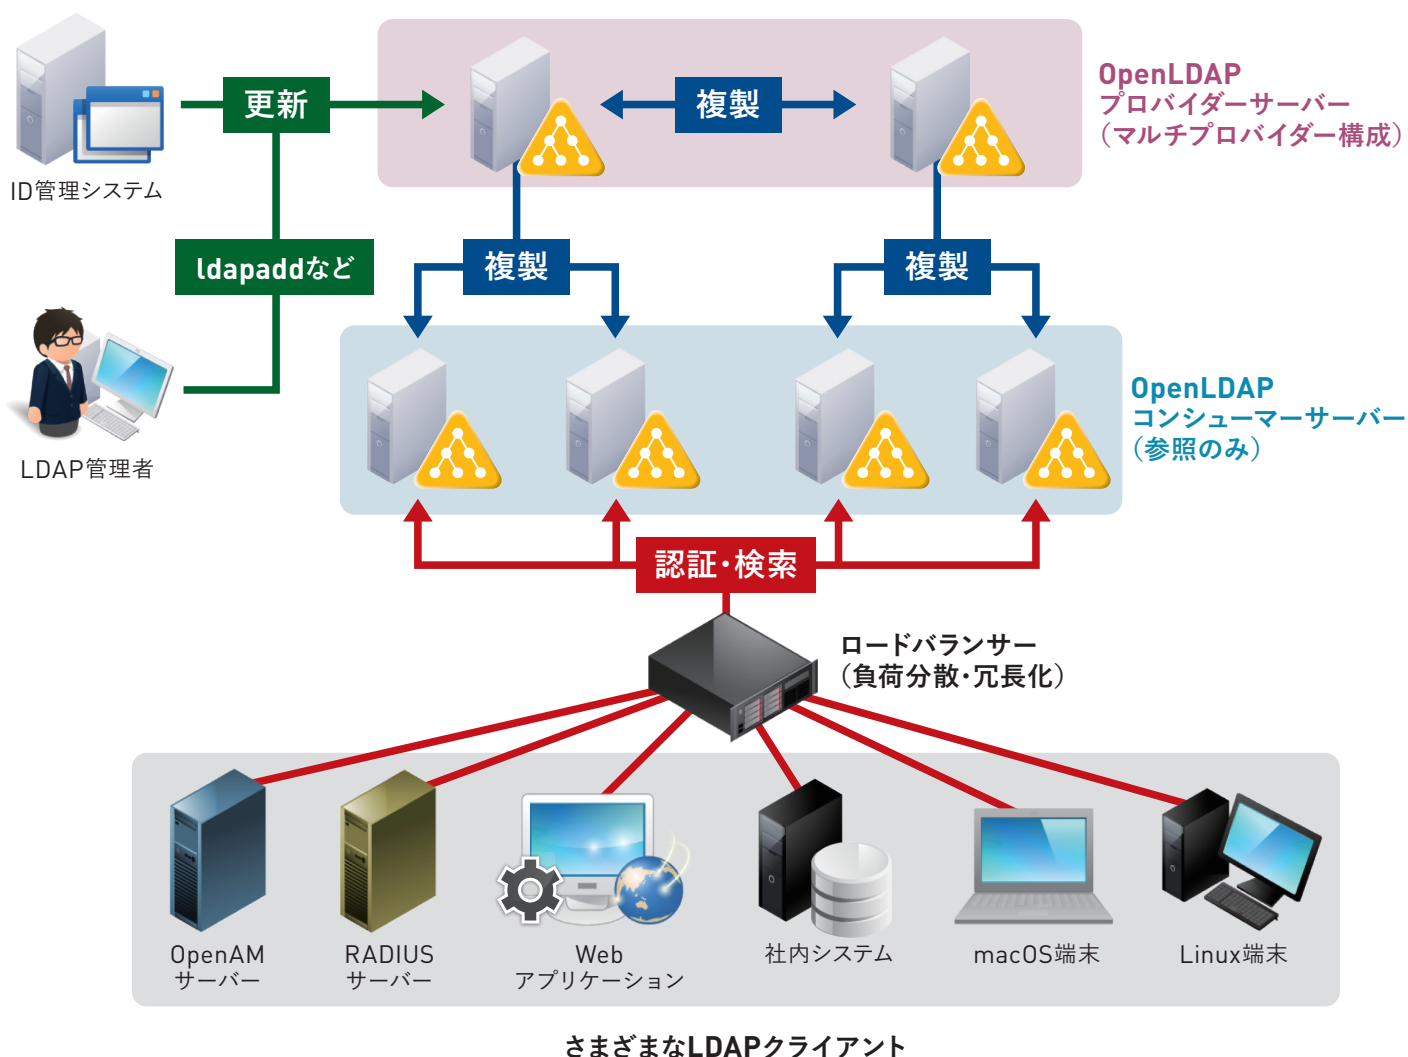 更新
複製
OpenLDAP
プロバイダーサーバー
（マルチプロバイダー構成）
ID管理システム
ldapaddなど
複製
複製
LDAP管理者
OpenLDAP
コンシューマーサーバー
（参照のみ）
認証・検索
ロードバランサー
（負荷分散・冗長化）
OpenAM
サーバー
RADIUS
サーバー
Web
アプリケーション
社内システム
macOS端末
Linux端末
さまざまなLDAPクライアント